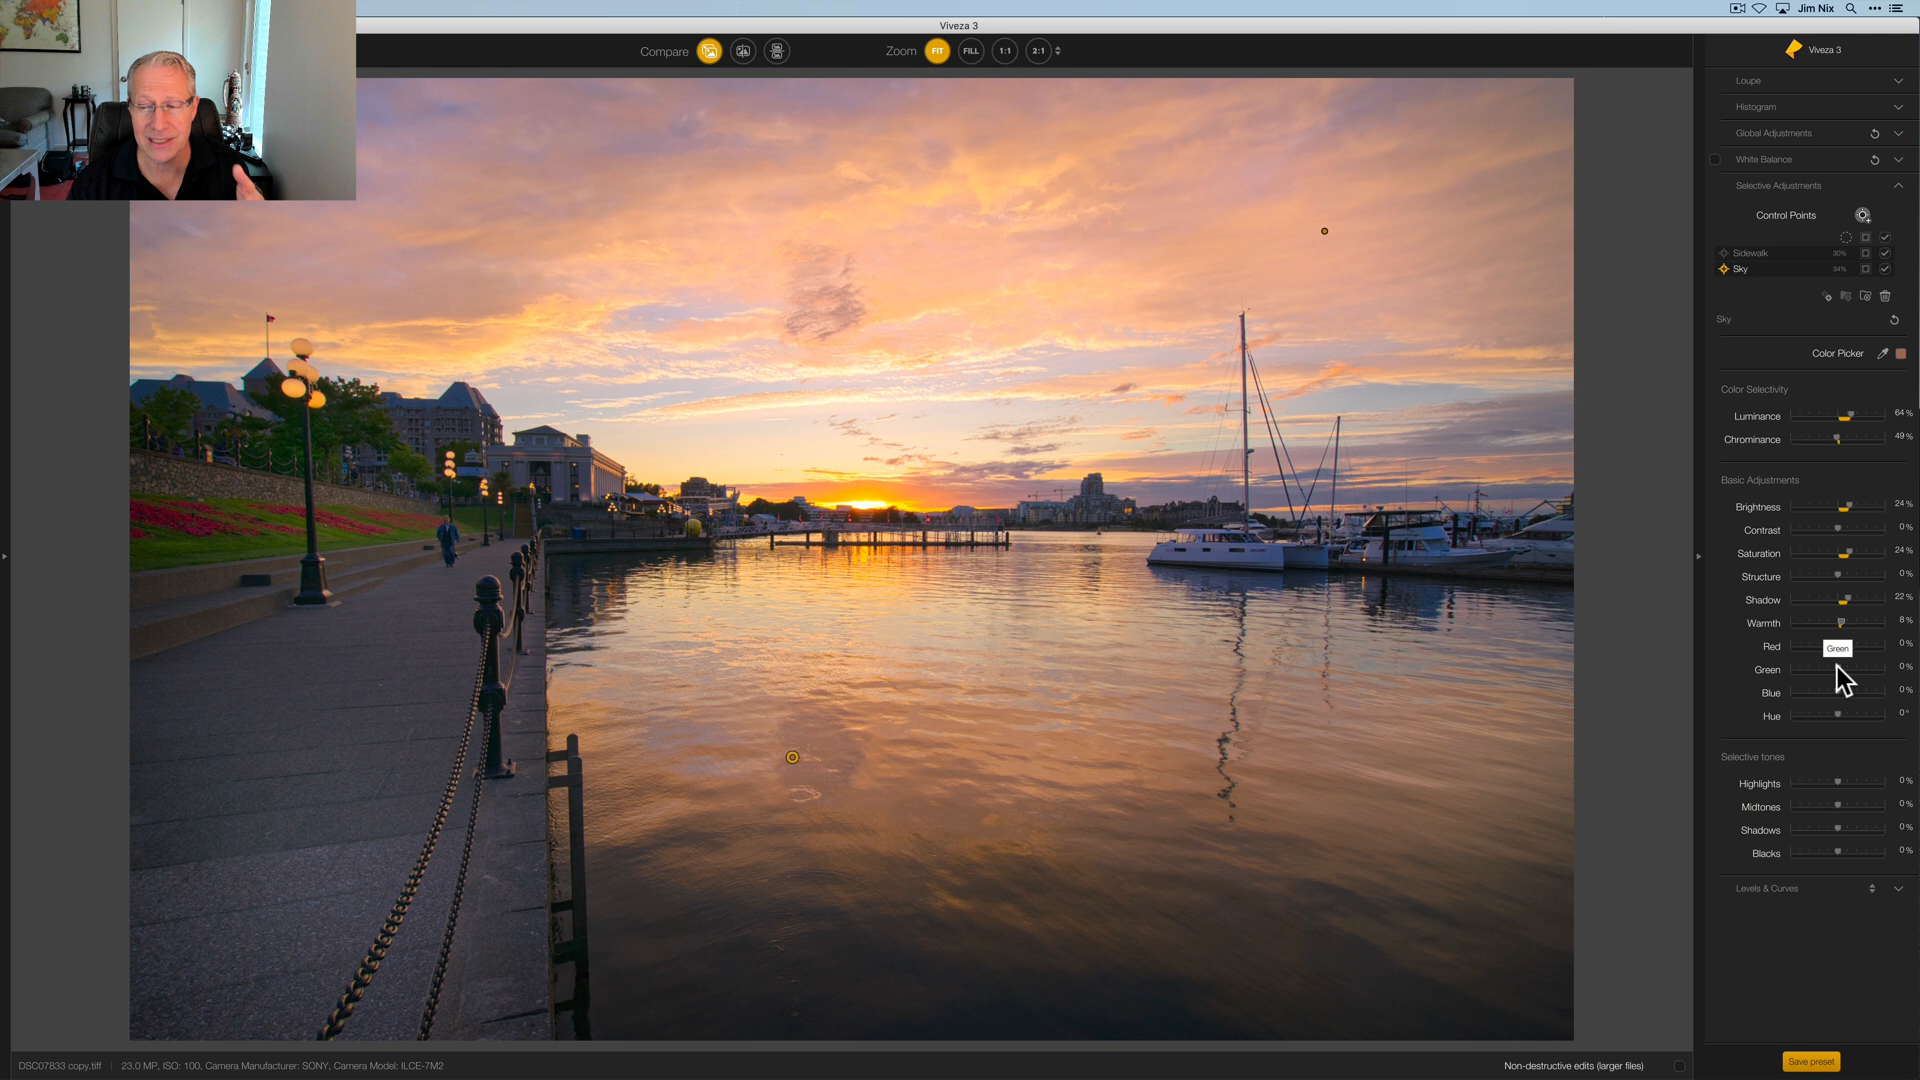 Jim Nix
Viveza 3
Compare
Zoom
FIT
FILL
1:1
2:1
Viveza 3
Loupe
Histogram
Global Adjustments
White Balance
Selective Adjustments
Control Points
Sidewalk 30%
Sky 34%
Sky
Color Picker
Color Selectivity
Luminance 64 %
Chrominance 49 %
Basic Adjustments
Brightness 24 %
Contrast 0 %
Saturation 24 %
Structure 0 %
Shadow 22 %
Warmth 8 %
Red 0 %
Green
Green 0 %
Blue 0 %
Hue 0 °
Selective tones
Highlights 0 %
Midtones 0 %
Shadows 0 %
Blacks 0 %
Levels & Curves
DSC07833 copy.tiff | 23.0 MP, ISO: 100, Camera Manufacturer: SONY, Camera Model: ILCE-7M2
Non-destructive edits (larger files)
Save preset